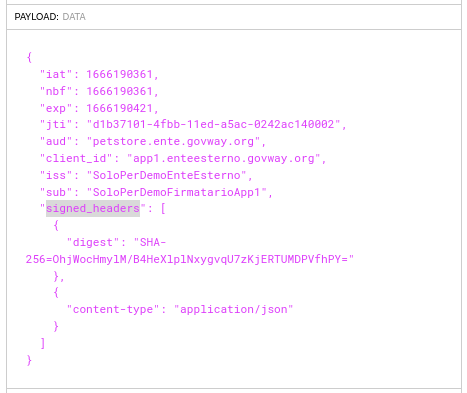 PAYLOAD: DATA
{
"iat": 1666190361,
"nbf": 1666190361,
"exp": 1666190421,
"jti": "d1b37101-4fbb-11ed-a5ac-0242ac140002",
"aud": "petstore.ente.govway.org",
"client_id": "app1.enteesterno.govway.org",
"iss": "SoloPerDemoEnteEsterno",
"sub": "SoloPerDemoFirmatarioApp1",
"signed_headers": [
{
"digest": "SHA-
256=OhjWocHmylM/B4HeXlplNxygvqU7zKjERTUMDPVfhPY="
},
{
"content-type": "application/json"
}
]
}